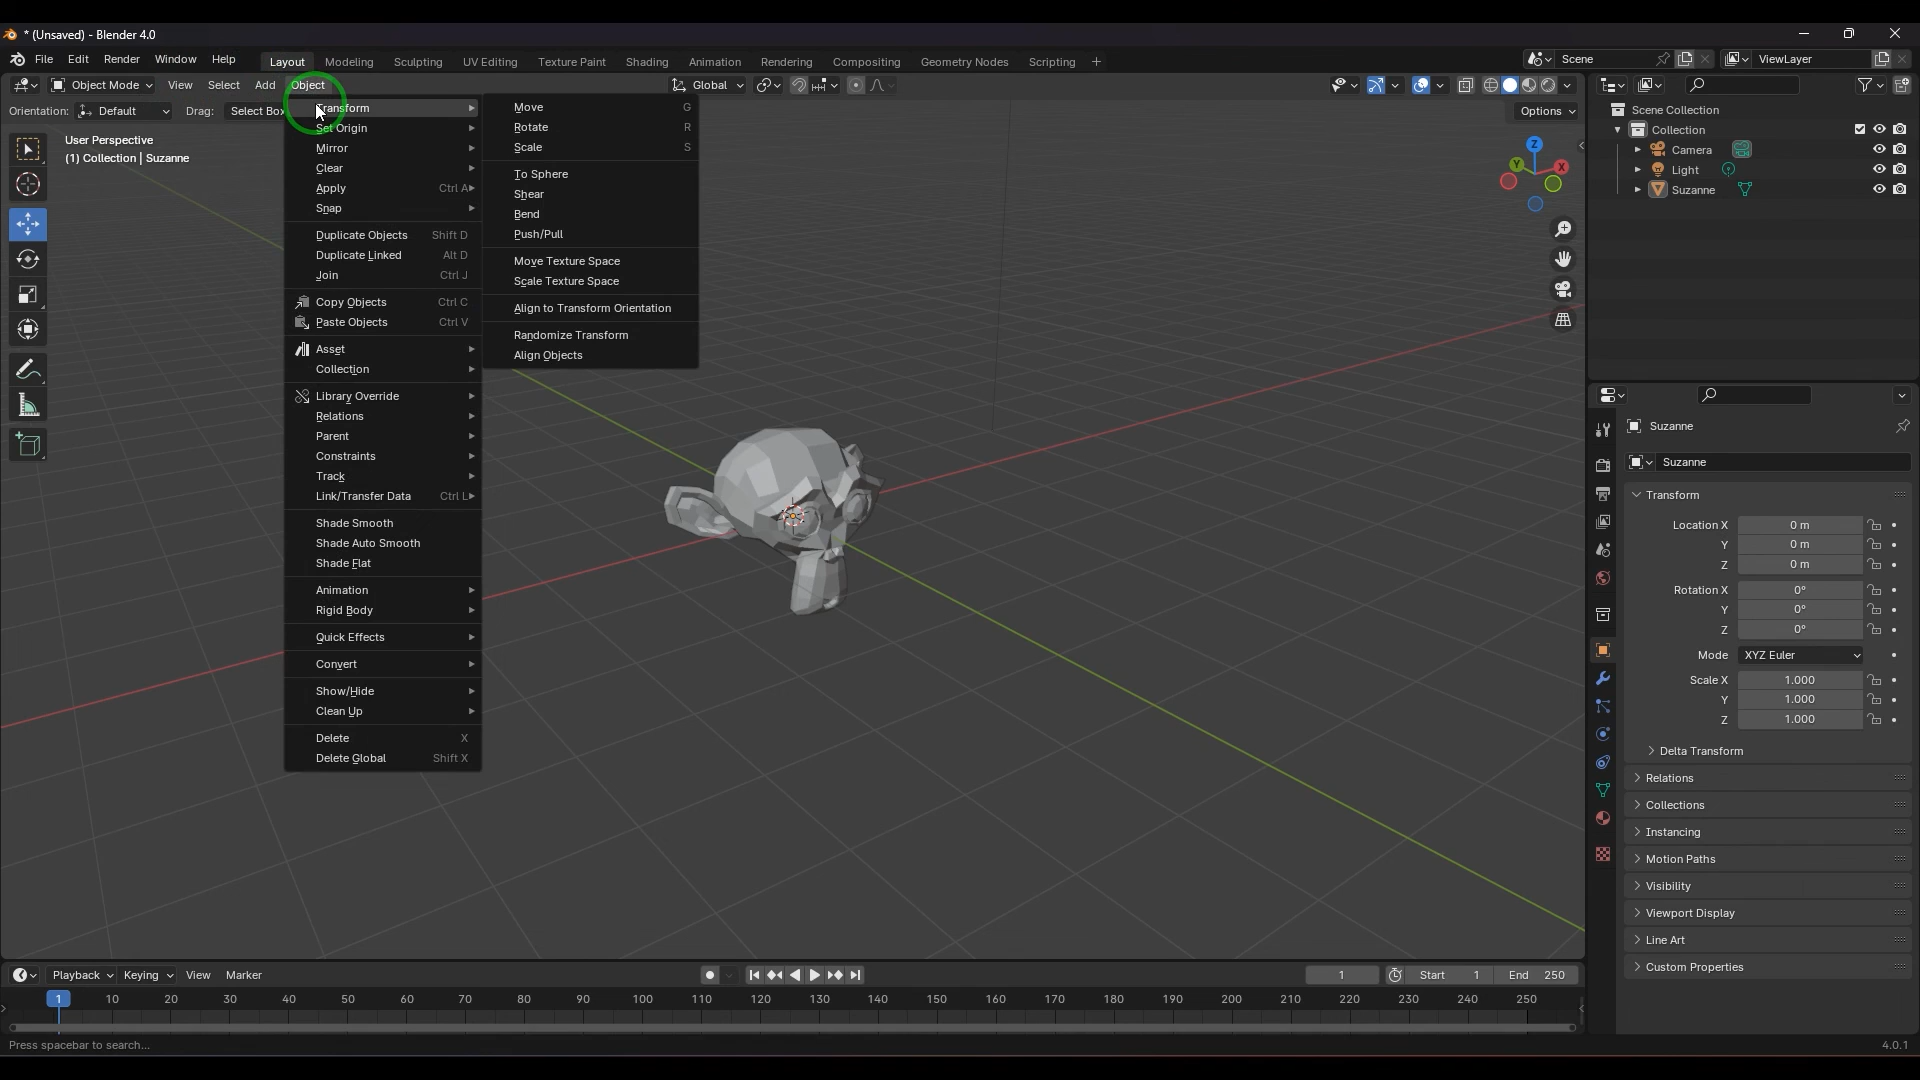 * (Unsaved) - Blender 4.0
File Edit Render Window Help Layout Modeling Sculpting UV Editing Texture Paint Shading Animation Rendering Compositing Geometry Nodes Scripting + Scene ViewLayer
Object Mode View Select Add Object Global
Orientation: Default Drag: Select Box Options
User Perspective
(1) Collection | Suzanne
Transform
Set Origin
Mirror
Clear
Apply Ctrl A
Snap
Duplicate Objects Shift D
Duplicate Linked Alt D
Join Ctrl J
Copy Objects Ctrl C
Paste Objects Ctrl V
Asset
Collection
Library Override
Relations
Parent
Constraints
Track
Link/Transfer Data Ctrl L
Shade Smooth
Shade Auto Smooth
Shade Flat
Animation
Rigid Body
Quick Effects
Convert
Show/Hide
Clean Up
Delete X
Delete Global Shift X
Move G
Rotate R
Scale S
To Sphere
Shear
Bend
Push/Pull
Move Texture Space
Scale Texture Space
Align to Transform Orientation
Randomize Transform
Align Objects
Z
Y X
Scene Collection
Collection
Camera
Light
Suzanne
Suzanne
Suzanne
Transform
Location X 0 m
Y 0 m
Z 0 m
Rotation X 0°
Y 0°
Z 0°
Mode XYZ Euler
Scale X 1.000
Y 1.000
Z 1.000
Delta Transform
Relations
Collections
Instancing
Motion Paths
Visibility
Viewport Display
Line Art
Custom Properties
Playback Keying View Marker 1 Start 1 End 250
1 10 20 30 40 50 60 70 80 90 100 110 120 130 140 150 160 170 180 190 200 210 220 230 240 250
Press spacebar to search... 4.0.1